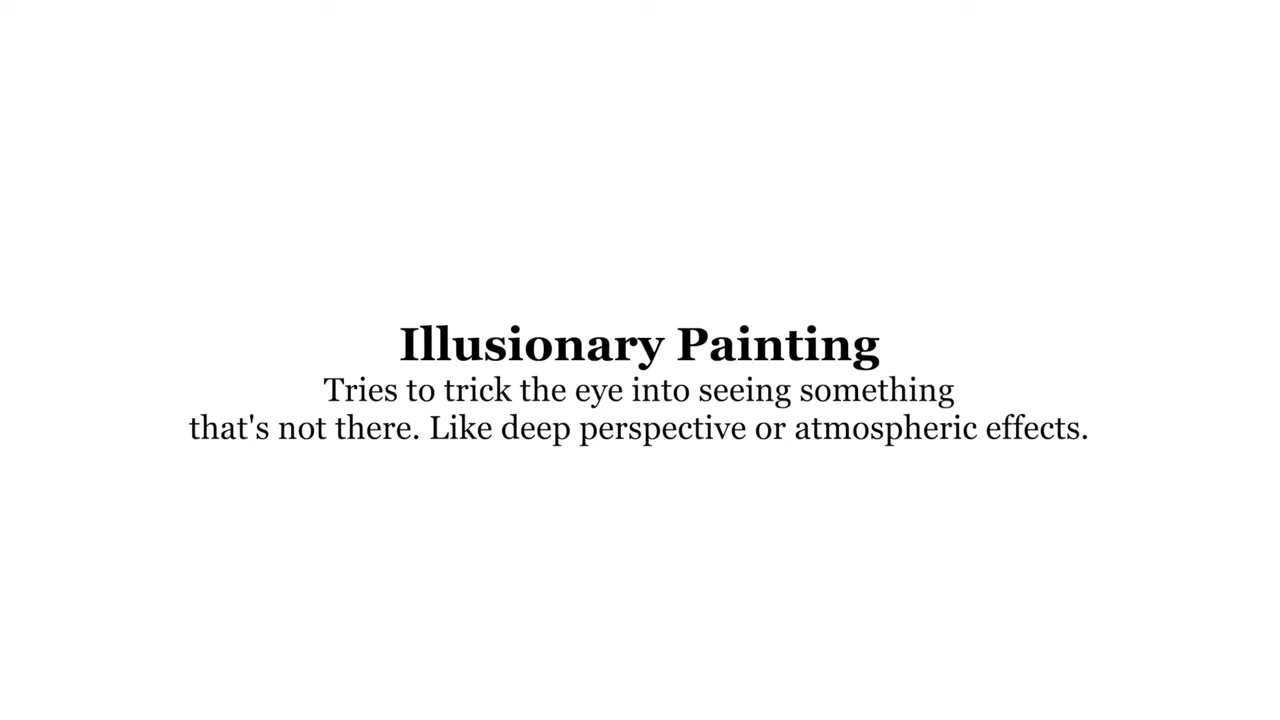 Illusionary Painting
Tries to trick the eye into seeing something
that's not there. Like deep perspective or atmospheric effects.